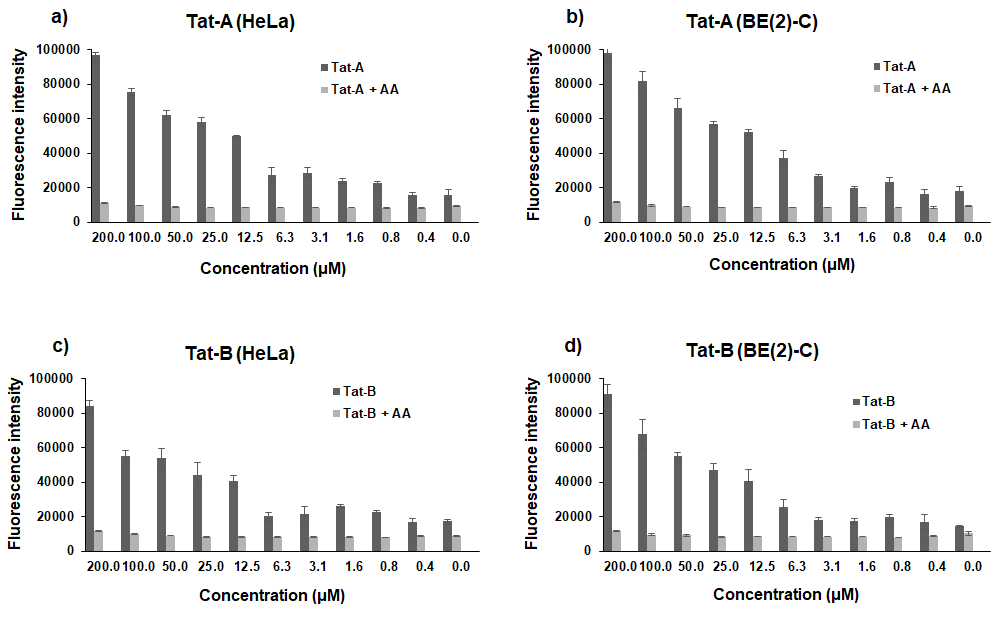 a)
Tat-A (HeLa)
Fluorescence intensity
100000
80000
60000
40000
20000
0
Tat-A
Tat-A + AA
200.0 100.0 50.0 25.0 12.5 6.3 3.1 1.6 0.8 0.4 0.0
Concentration (µM)
b)
Tat-A (BE(2)-C)
Fluorescence intensity
100000
80000
60000
40000
20000
0
Tat-A
Tat-A + AA
200.0 100.0 50.0 25.0 12.5 6.3 3.1 1.6 0.8 0.4 0.0
Concentration (µM)
c)
Tat-B (HeLa)
Fluorescence intensity
100000
80000
60000
40000
20000
0
Tat-B
Tat-B + AA
200.0 100.0 50.0 25.0 12.5 6.3 3.1 1.6 0.8 0.4 0.0
Concentration (µM)
d)
Tat-B (BE(2)-C)
Fluorescence intensity
100000
80000
60000
40000
20000
0
Tat-B
Tat-B + AA
200.0 100.0 50.0 25.0 12.5 6.3 3.1 1.6 0.8 0.4 0.0
Concentration (µM)